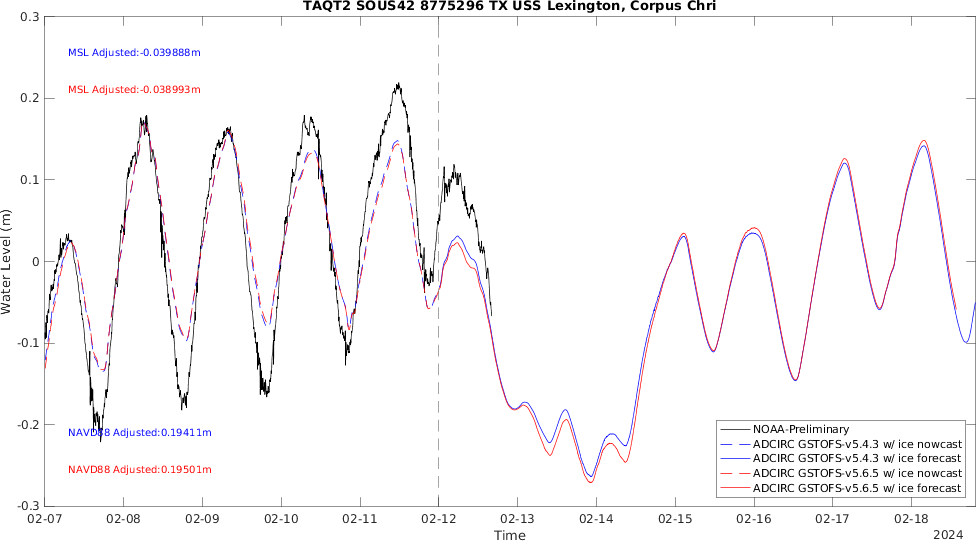 TAQT2 SOUS42 8775296 TX USS Lexington, Corpus Chri
0.3
MSL Adjusted:-0.039888m
0.2
MSL Adjusted:-0.038993m
0.1
Water Level (m)
0
-0.1
-0.2
NAVD88 Adjusted:0.19411m
NAVD88 Adjusted:0.19501m
-0.3
NOAA-Preliminary
ADCIRC GSTOFS-v5.4.3 w/ ice nowcast
ADCIRC GSTOFS-v5.4.3 w/ ice forecast
ADCIRC GSTOFS-v5.6.5 w/ ice nowcast
ADCIRC GSTOFS-v5.6.5 w/ ice forecast
02-07 02-08 02-09 02-10 02-11 02-12 02-13 02-14 02-15 02-16 02-17 02-18
Time
2024